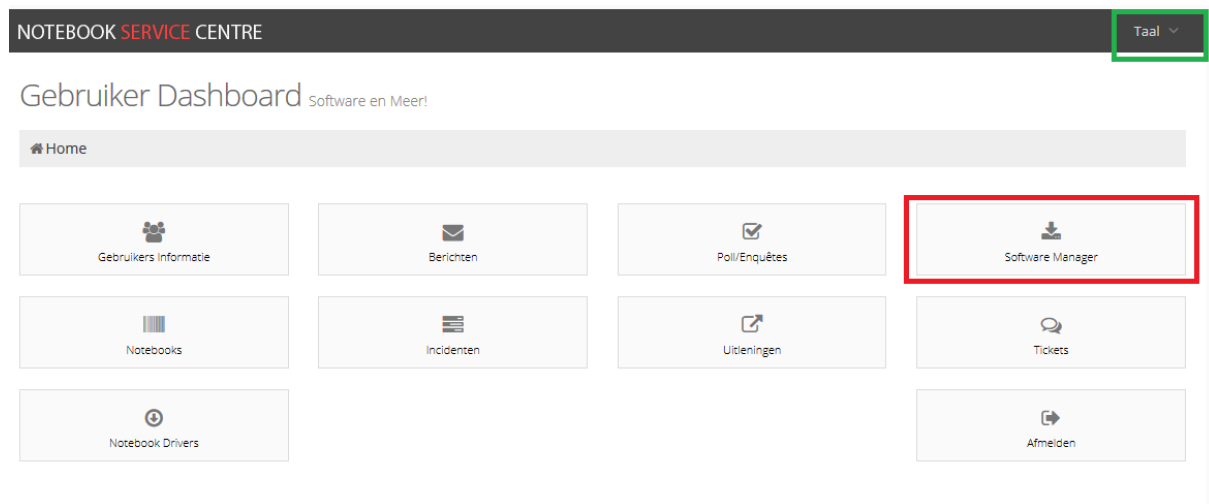 NOTEBOOK SERVICE CENTRE
Taal
Gebruiker Dashboard Software en Meer!
Home
Gebruikers Informatie
Berichten
Poll/Enquêtes
Software Manager
Notebooks
Incidenten
Uitleningen
Tickets
Notebook Drivers
Afmelden